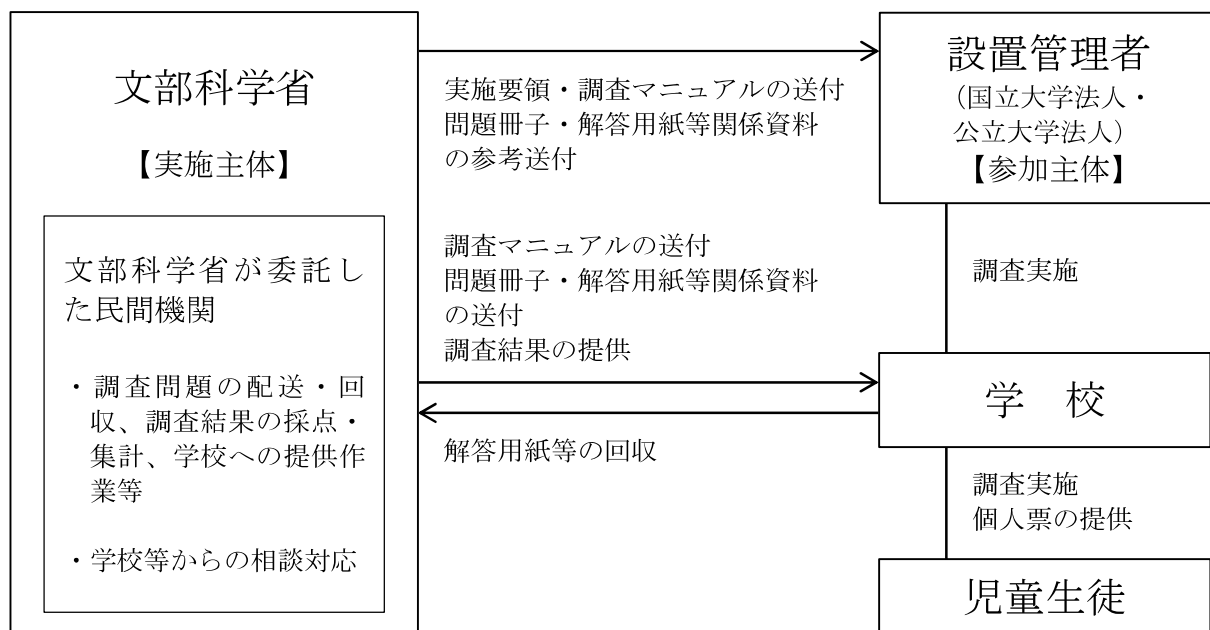 文部科学省
【実施主体】
文部科学省が委託し
た民間機関
・調査問題の配送・回
収、調査結果の採点・
集計、学校への提供作
業等
・学校等からの相談対応
実施要領・調査マニュアルの送付
問題冊子・解答用紙等関係資料
の参考送付
調査マニュアルの送付
問題冊子・解答用紙等関係資料
の送付
調査結果の提供
解答用紙等の回収
設置管理者
(国立大学法人・
公立大学法人)
【参加主体】
調査実施
学　校
調査実施
個人票の提供
児童生徒